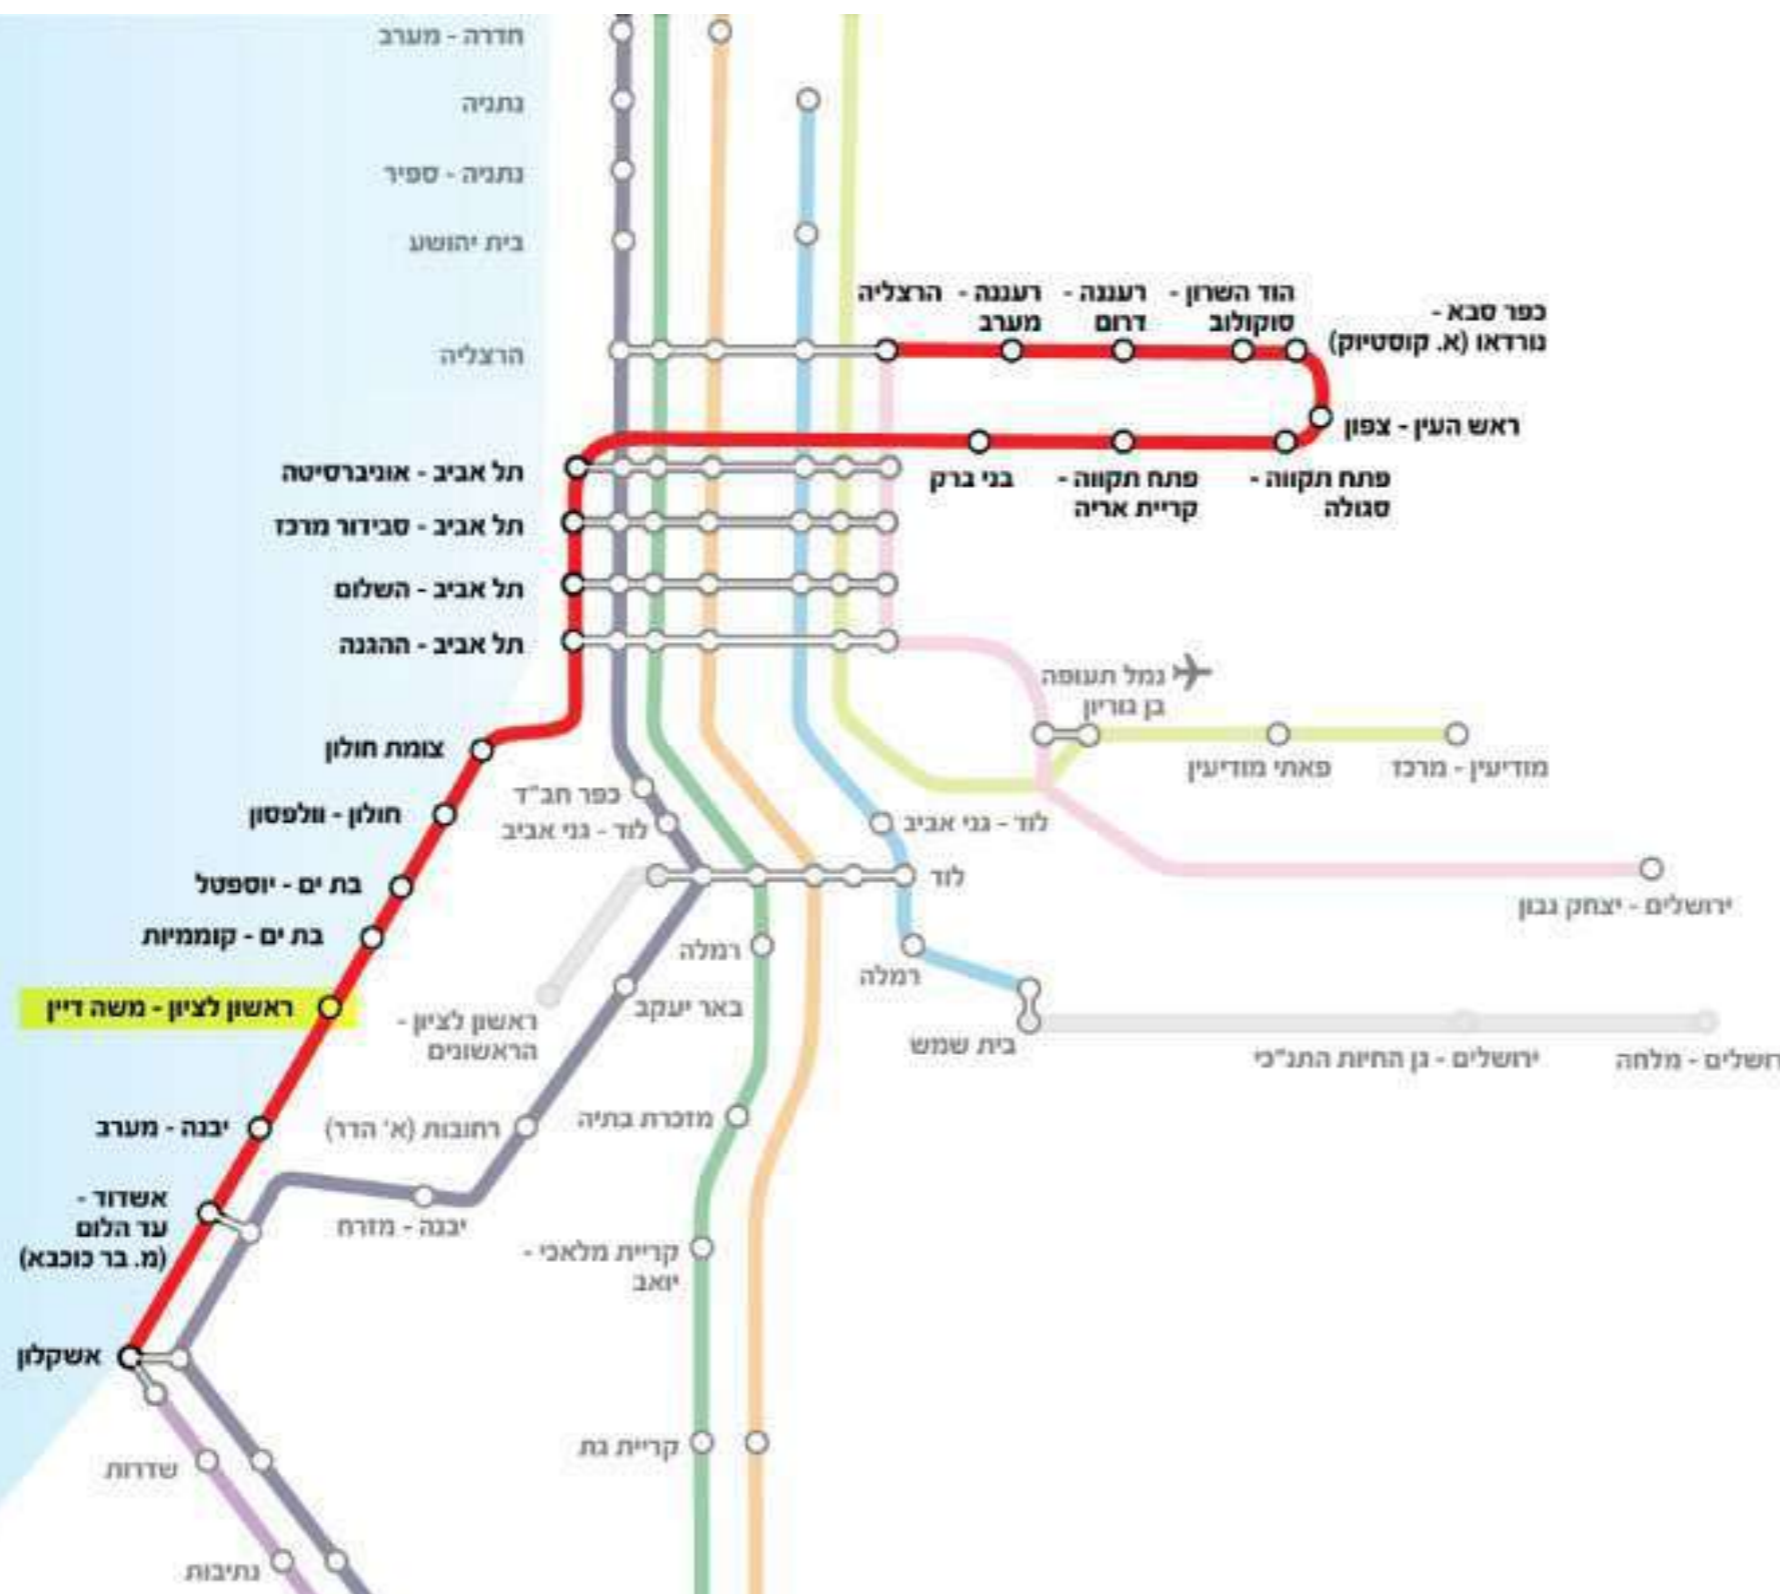 חדרה - מערב
נתניה
נתניה - ספיר
בית יהושע
הרצליה
הרצליה
רעננה -
מערב
רעננה -
דרום
הוד השרון -
סוקולוב
כפר סבא -
נורדאו (א. קוסטיוק)
ראש העין - צפון
פתח תקווה -
סגולה
פתח תקווה -
קריית אריה
בני ברק
תל אביב - אוניברסיטה
תל אביב - סבידור מרכז
תל אביב - השלום
תל אביב - ההגנה
נמל תעופה
בן גוריון
פאתי מודיעין
מודיעין - מרכז
צומת חולון
חולון - וולפסון
בת ים - יוספטל
בת ים - קוממיות
ראשון לציון - משה דיין
כפר חב"ד
לוד - גני אביב
לוד - גני אביב
לוד
ירושלים - יצחק נבון
רמלה
רמלה
באר יעקב
ראשון לציון -
הראשונים
בית שמש
ירושלים - גן החיות התנ"כי
רושלים - מלחה
יבנה - מערב
רחובות (א' הדר)
מזכרת בתיה
אשדוד -
עד הלום
(מ. בר כוכבא)
יבנה - מזרח
קריית מלאכי -
יואב
אשקלון
קריית גת
שדרות
נתיבות